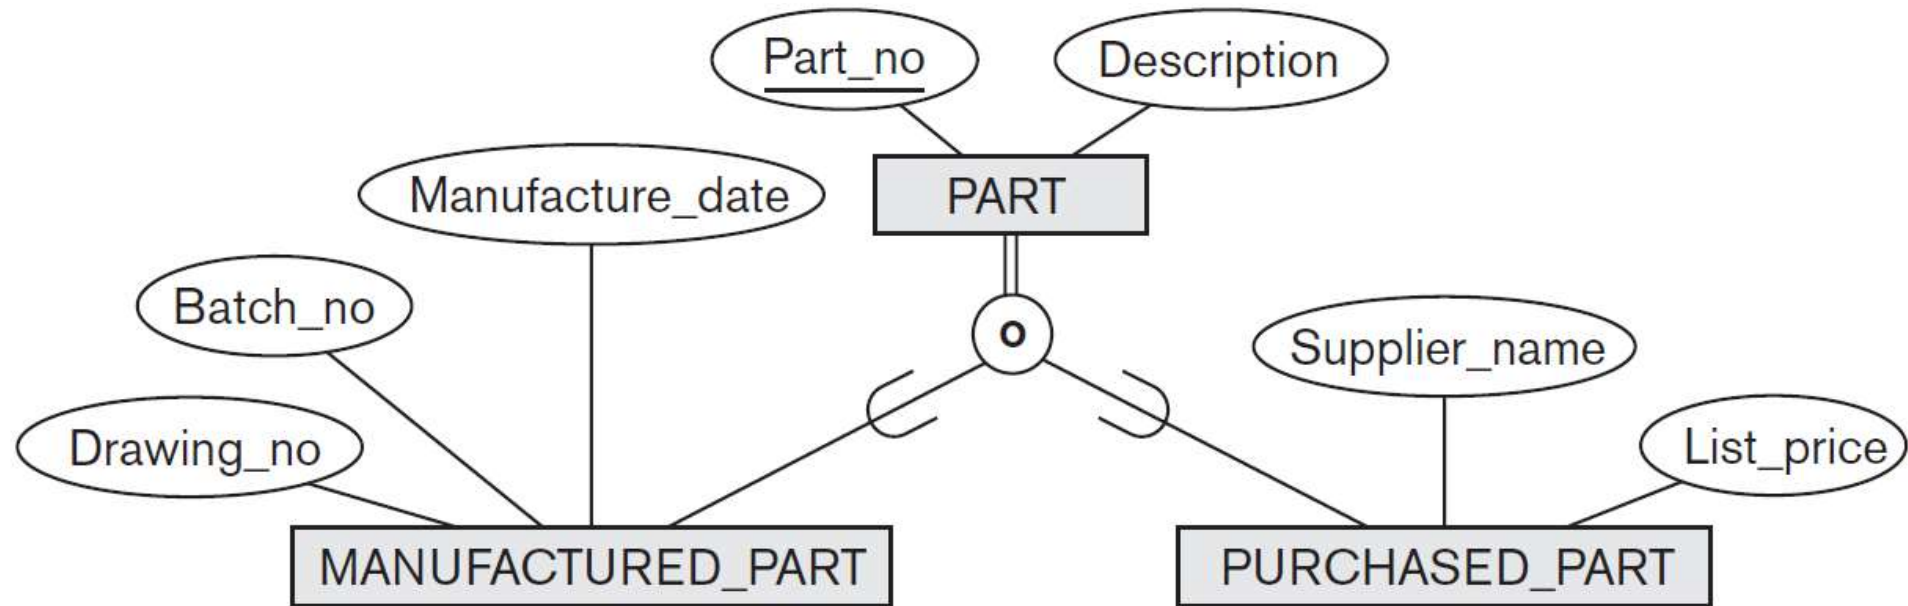 Part_no
Description
Manufacture_date
PART
Batch_no
o
Supplier_name
Drawing_no
List_price
MANUFACTURED_PART
PURCHASED_PART